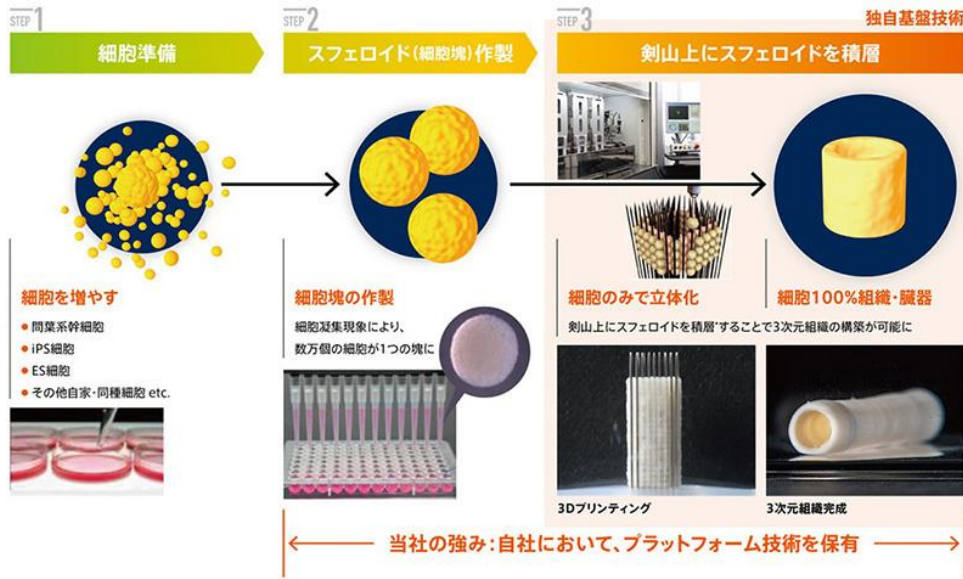 STEP 1
細胞準備
STEP 2
スフェロイド(細胞塊)作製
STEP 3
独自基盤技術
剣山上にスフェロイドを積層
細胞を増やす
• 間葉系幹細胞
• iPS細胞
• ES細胞
• その他自家・同種細胞 etc.
細胞塊の作製
細胞凝集現象により、
数万個の細胞が1つの塊に
細胞のみで立体化
細胞100%組織・臓器
剣山上にスフェロイドを積層*することで3次元組織の構築が可能に
3Dプリンティング
3次元組織完成
当社の強み：自社において、プラットフォーム技術を保有